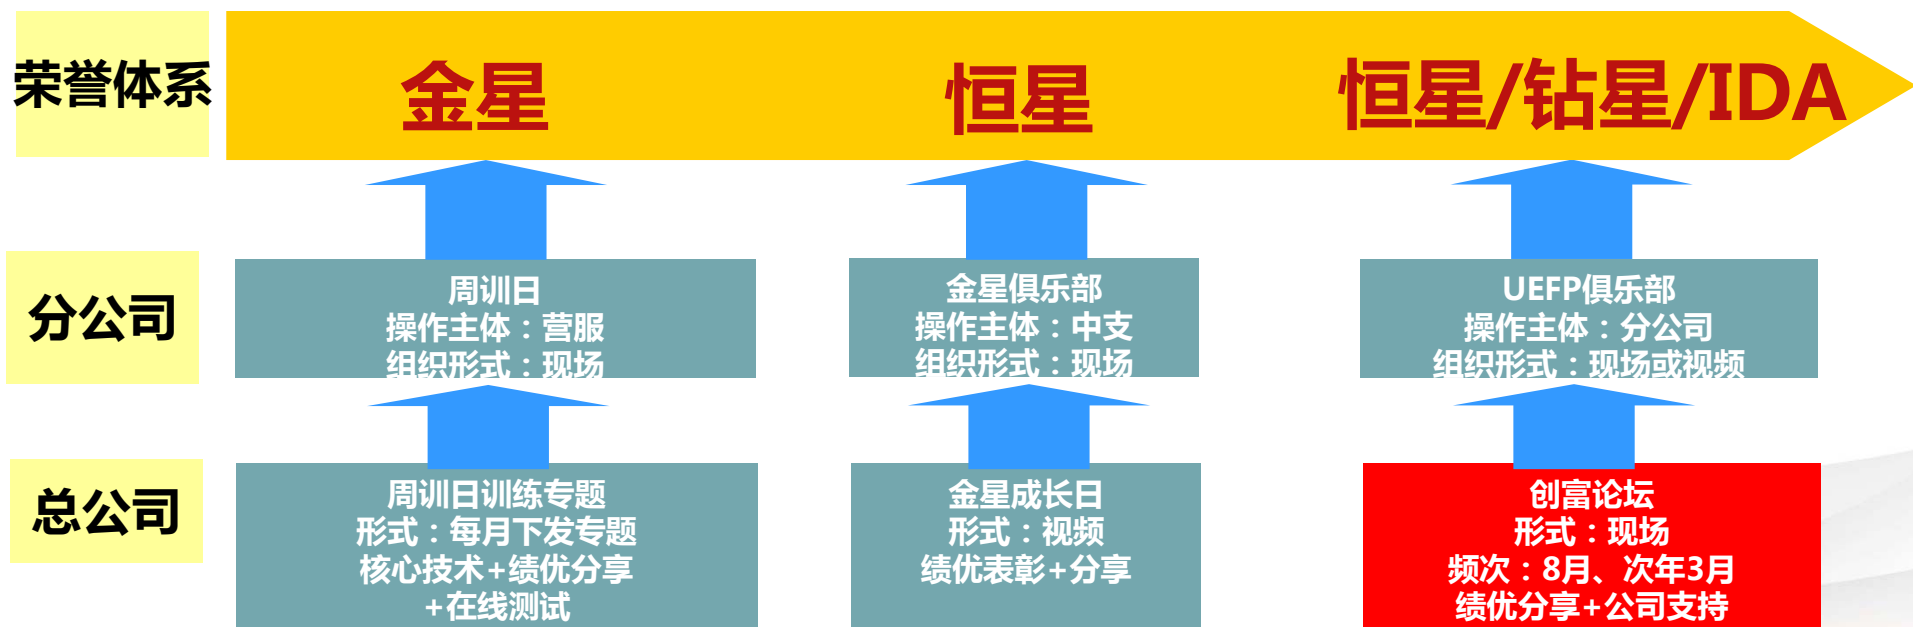 荣誉体系
金星
恒星
恒星/钻星/IDA
分公司
周训日
操作主体：营服
组织形式：现场
金星俱乐部
操作主体：中支
组织形式：现场
UEFP俱乐部
操作主体：分公司
组织形式：现场或视频
总公司
周训日训练专题
形式：每月下发专题
核心技术+绩优分享
+在线测试
金星成长日
形式：视频
绩优表彰+分享
创富论坛
形式：现场
频次：8月、次年3月
绩优分享+公司支持